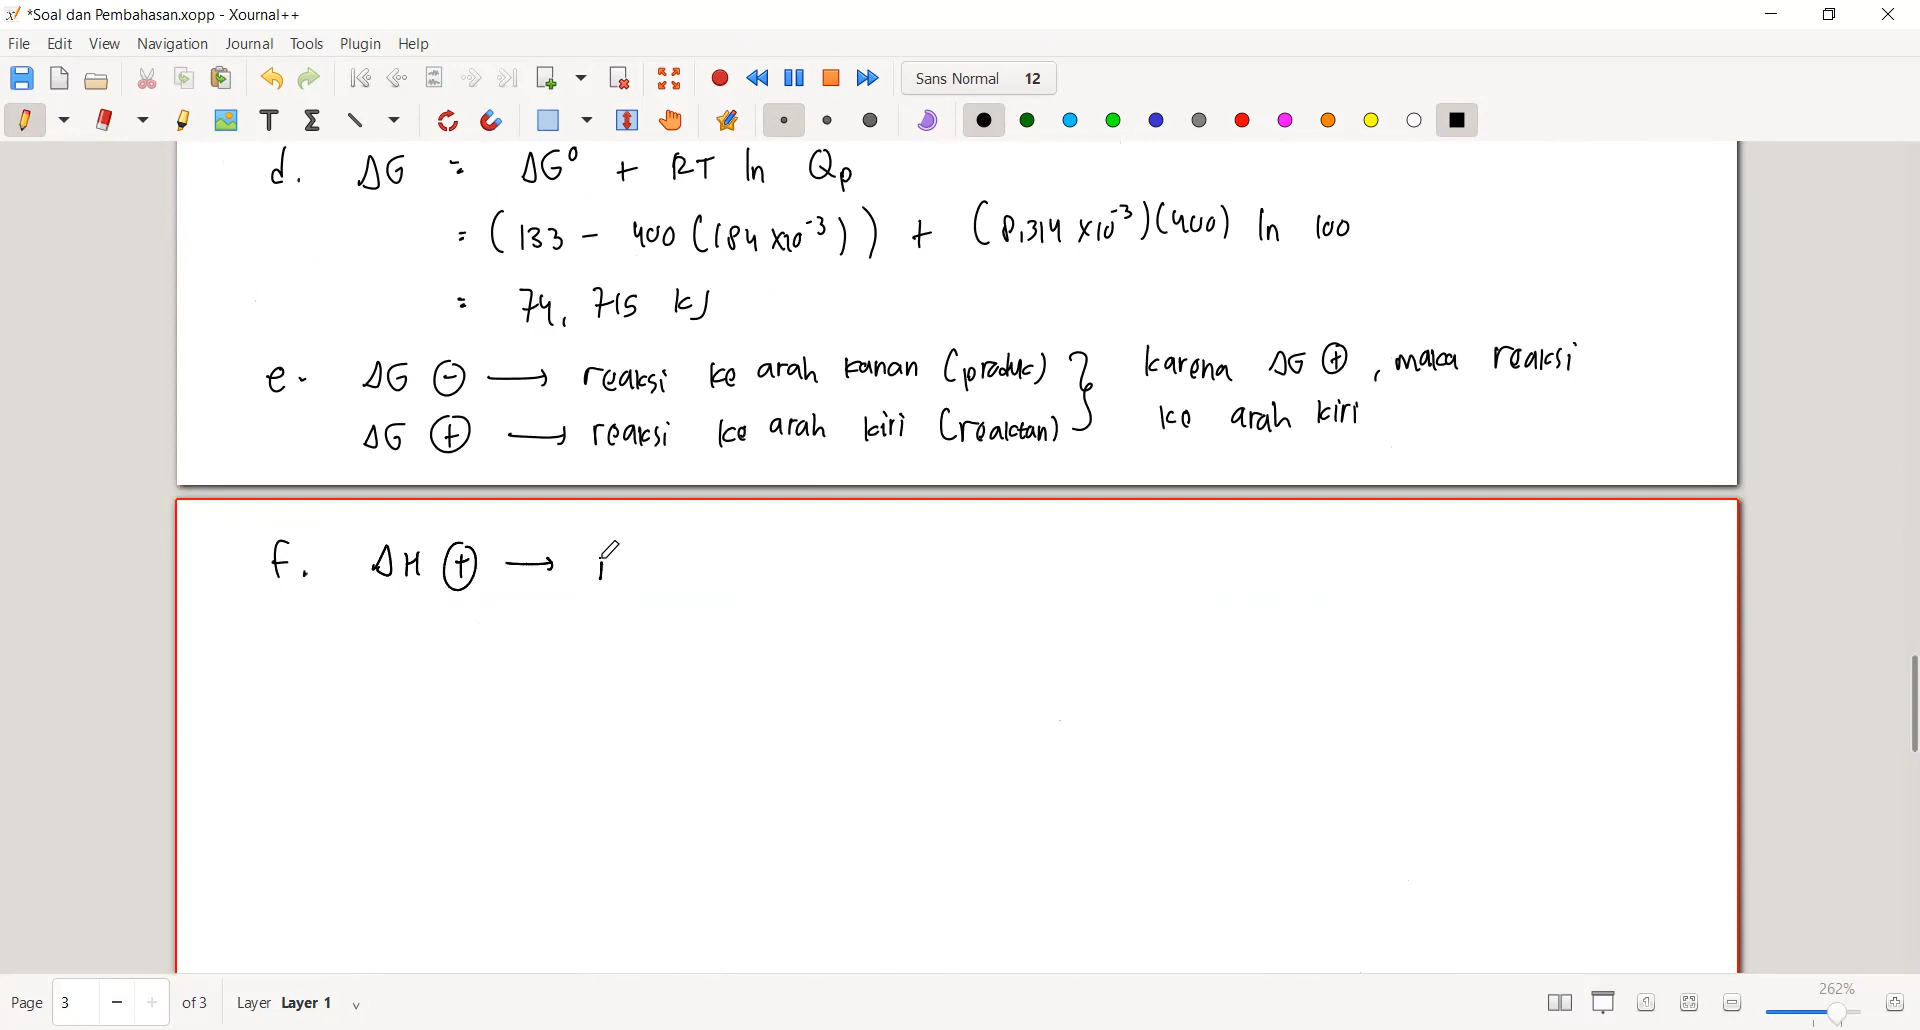 *Soal dan Pembahasan.xopp - Xournal++
File Edit View Navigation Journal Tools Plugin Help
Sans Normal 12
d. ΔG = ΔG⁰ + RT ln Qp
= (133 - 400 (184 x10⁻³)) + (8,314 x10⁻³)(400) ln 100
= 74,715 kJ
e. ΔG ⊖ → reaksi ke arah kanan (produk) } karena ΔG ⊕, maka reaksi
ΔG ⊕ → reaksi ke arah kiri (reaktan) ke arah kiri
f. ΔH ⊕ →
Page 3 of 3 Layer Layer 1 262%